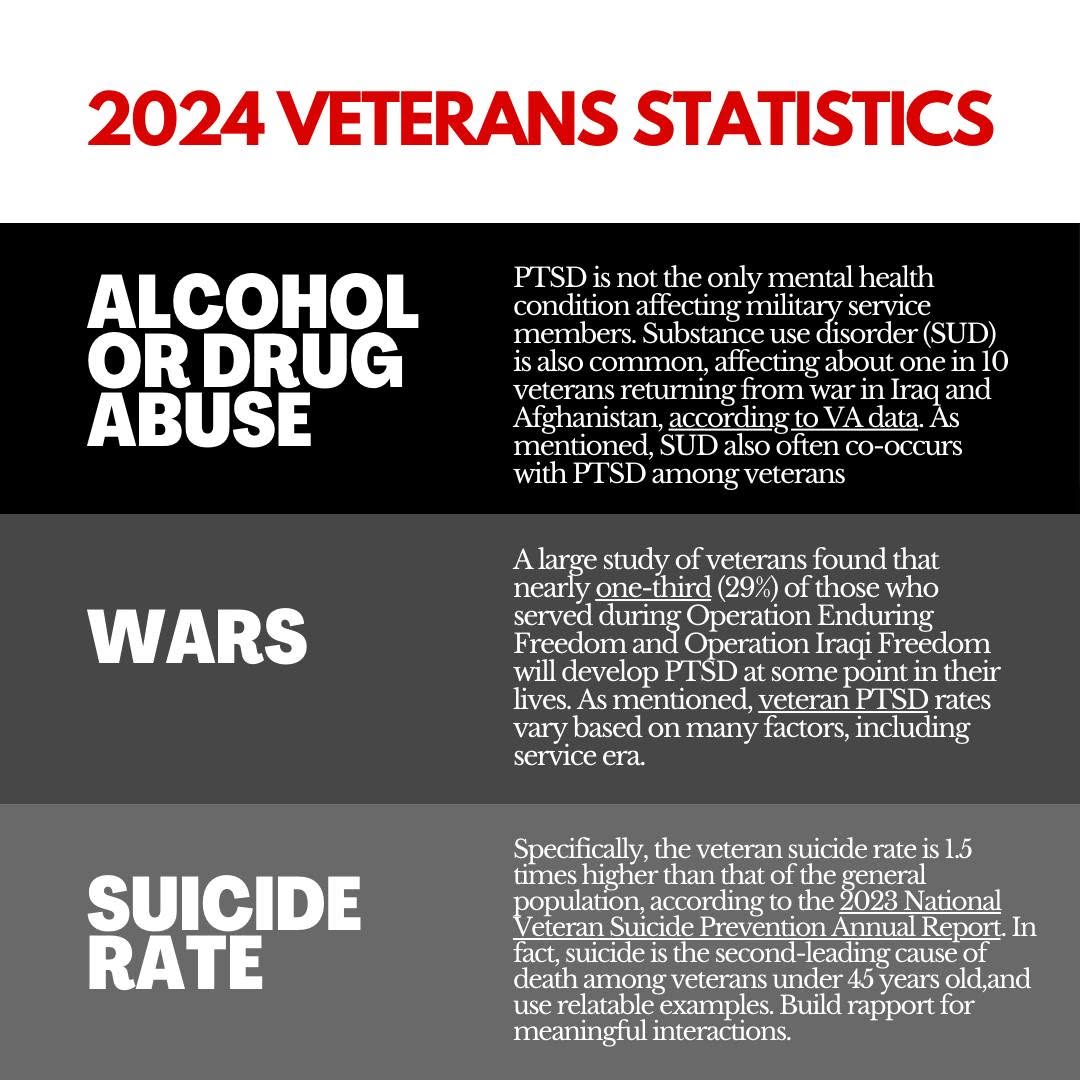 2024 VETERANS STATISTICS
ALCOHOL
OR DRUG
ABUSE
PTSD is not the only mental health
condition affecting military service
members. Substance use disorder (SUD)
is also common, affecting about one in 10
veterans returning from war in Iraq and
Afghanistan, according to VA data. As
mentioned, SUD also often co-occurs
with PTSD among veterans
WARS
A large study of veterans found that
nearly one-third (29%) of those who
served during Operation Enduring
Freedom and Operation Iraqi Freedom
will develop PTSD at some point in their
lives. As mentioned, veteran PTSD rates
vary based on many factors, including
service era.
SUICIDE
RATE
Specifically, the veteran suicide rate is 1.5
times higher than that of the general
population, according to the 2023 National
Veteran Suicide Prevention Annual Report. In
fact, suicide is the second-leading cause of
death among veterans under 45 years old,and
use relatable examples. Build rapport for
meaningful interactions.